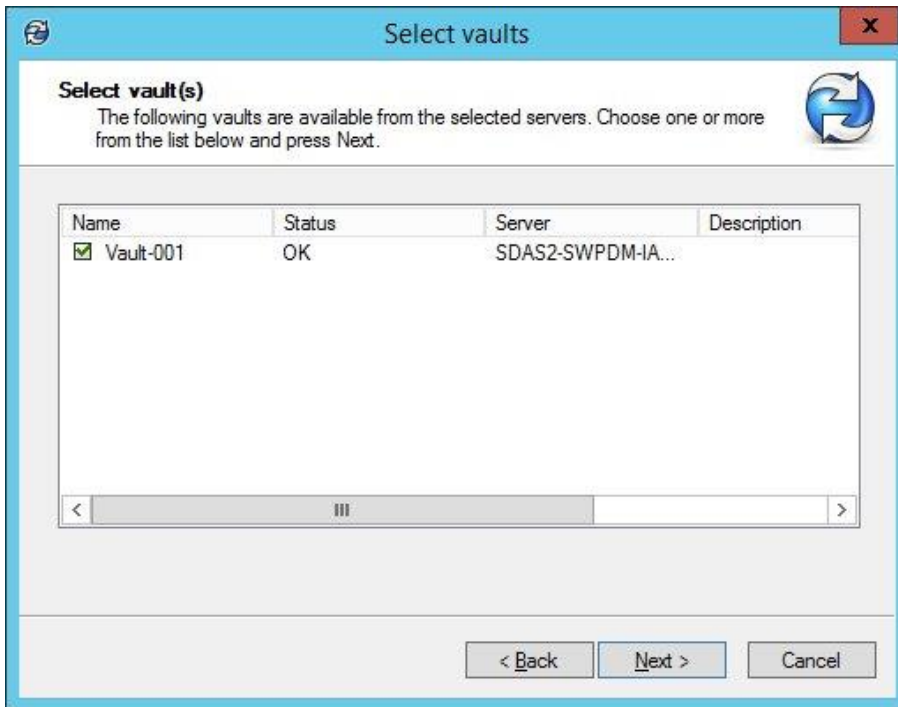 Select vaults
x
Select vault(s)
The following vaults are available from the selected servers. Choose one or more
from the list below and press Next.
Name Status Server Description
Vault-001 OK SDAS2-SWPDM-IA...
< Back Next > Cancel